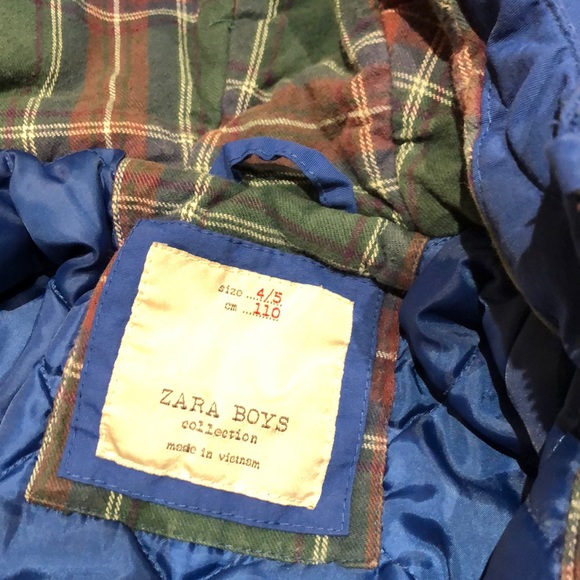 size ....4/5
cm ....110
ZARA BOYS
collection
made in vietnam